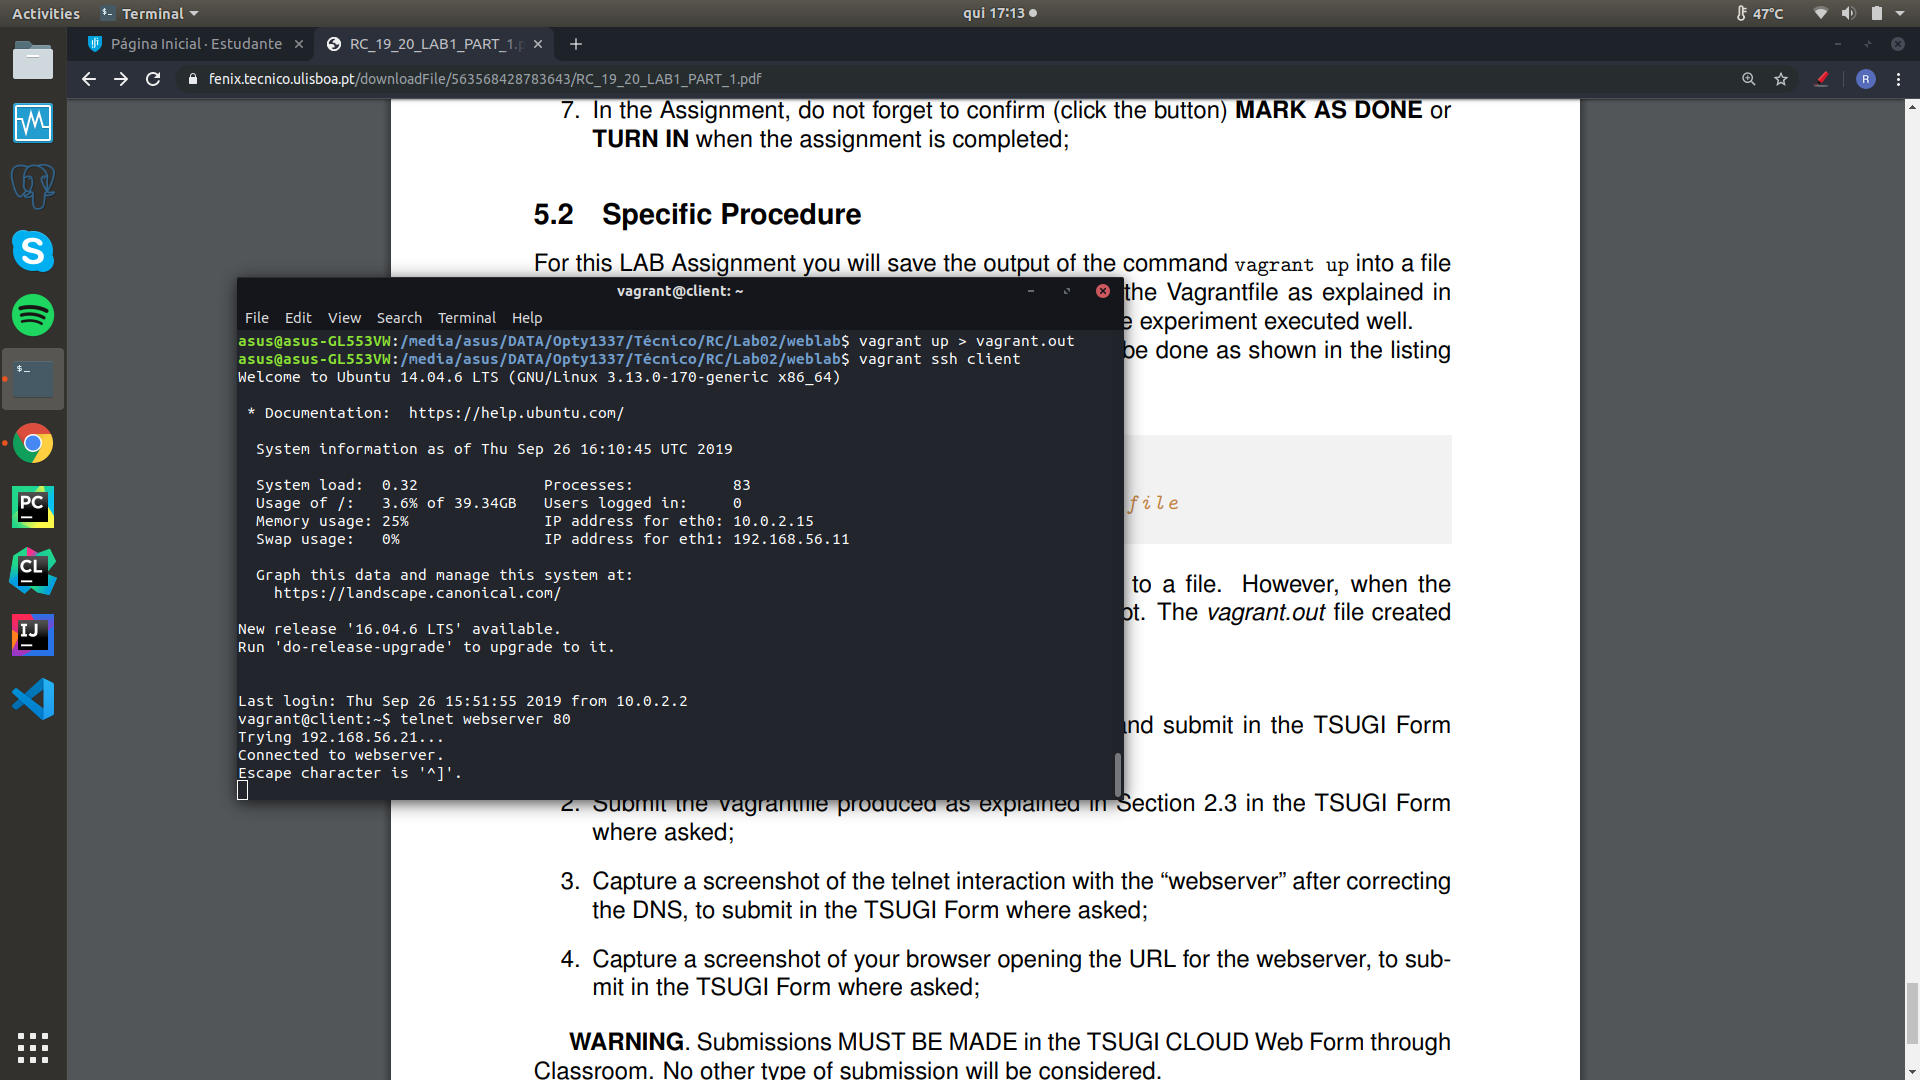 Activities
Terminal
qui 17:13
47°C
Página Inicial · Estudante
RC_19_20_LAB1_PART_1.p
fenix.tecnico.ulisboa.pt/downloadFile/563568428783643/RC_19_20_LAB1_PART_1.pdf
R
7. In the Assignment, do not forget to confirm (click the button) MARK AS DONE or
TURN IN when the assignment is completed;
5.2 Specific Procedure
For this LAB Assignment you will save the output of the command vagrant up into a file
the Vagrantfile as explained in
e experiment executed well.
be done as shown in the listing
file
to a file. However, when the
pt. The vagrant.out file created
and submit in the TSUGI Form
vagrant@client: ~
File Edit View Search Terminal Help
asus@asus-GL553VW:/media/asus/DATA/Opty1337/Técnico/RC/Lab02/weblab$ vagrant up > vagrant.out
asus@asus-GL553VW:/media/asus/DATA/Opty1337/Técnico/RC/Lab02/weblab$ vagrant ssh client
Welcome to Ubuntu 14.04.6 LTS (GNU/Linux 3.13.0-170-generic x86_64)
* Documentation: https://help.ubuntu.com/
System information as of Thu Sep 26 16:10:45 UTC 2019
System load: 0.32 Processes: 83
Usage of /: 3.6% of 39.34GB Users logged in: 0
Memory usage: 25% IP address for eth0: 10.0.2.15
Swap usage: 0% IP address for eth1: 192.168.56.11
Graph this data and manage this system at:
https://landscape.canonical.com/
New release '16.04.6 LTS' available.
Run 'do-release-upgrade' to upgrade to it.
Last login: Thu Sep 26 15:51:55 2019 from 10.0.2.2
vagrant@client:~$ telnet webserver 80
Trying 192.168.56.21...
Connected to webserver.
Escape character is '^]'.
2. Submit the Vagrantfile produced as explained in Section 2.3 in the TSUGI Form
where asked;
3. Capture a screenshot of the telnet interaction with the “webserver” after correcting
the DNS, to submit in the TSUGI Form where asked;
4. Capture a screenshot of your browser opening the URL for the webserver, to sub-
mit in the TSUGI Form where asked;
WARNING. Submissions MUST BE MADE in the TSUGI CLOUD Web Form through
Classroom. No other type of submission will be considered.
S
$_
PC
CL
IJ